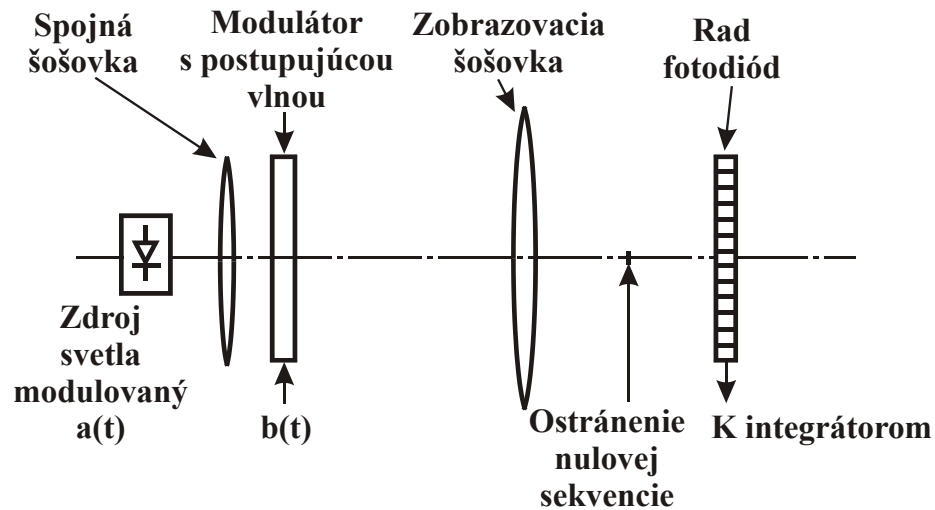 Spojná
šošovka
Modulátor
s postupujúcou
vlnou
Zobrazovacia
šošovka
Rad
fotodiód
Zdroj
svetla
modulovaný
a(t)
b(t)
Ostránenie
nulovej
sekvencie
K integrátorom